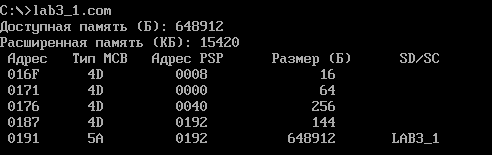 C:\>lab3_1.com
Доступная память (Б): 648912
Расширенная память (КБ): 15420
Адрес Тип MCB Адрес PSP Размер (Б) SD/SC
016F 4D 0008 16
0171 4D 0000 64
0176 4D 0040 256
0187 4D 0192 144
0191 5A 0192 648912 LAB3_1